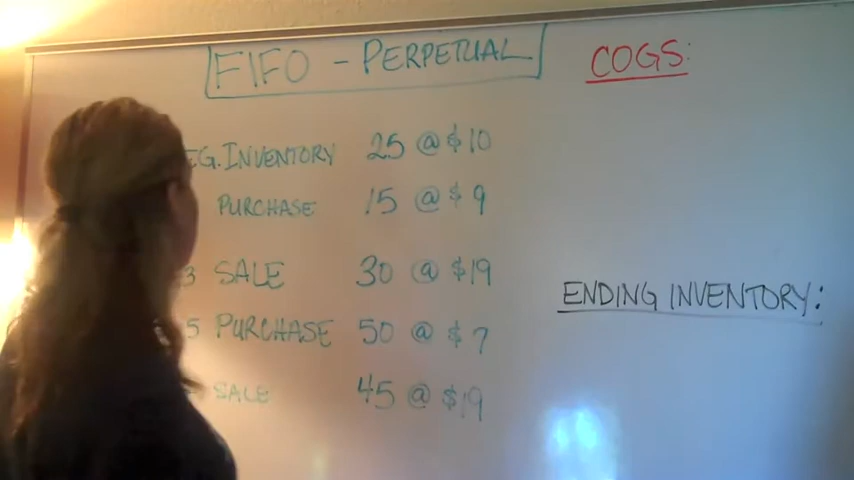 FIFO - PERPETUAL
COGS:
EG. INVENTORY 25 @ $10
PURCHASE 15 @ $9
3 SALE 30 @ $19
ENDING INVENTORY:
5 PURCHASE 50 @ $7
SALE 45 @ $19